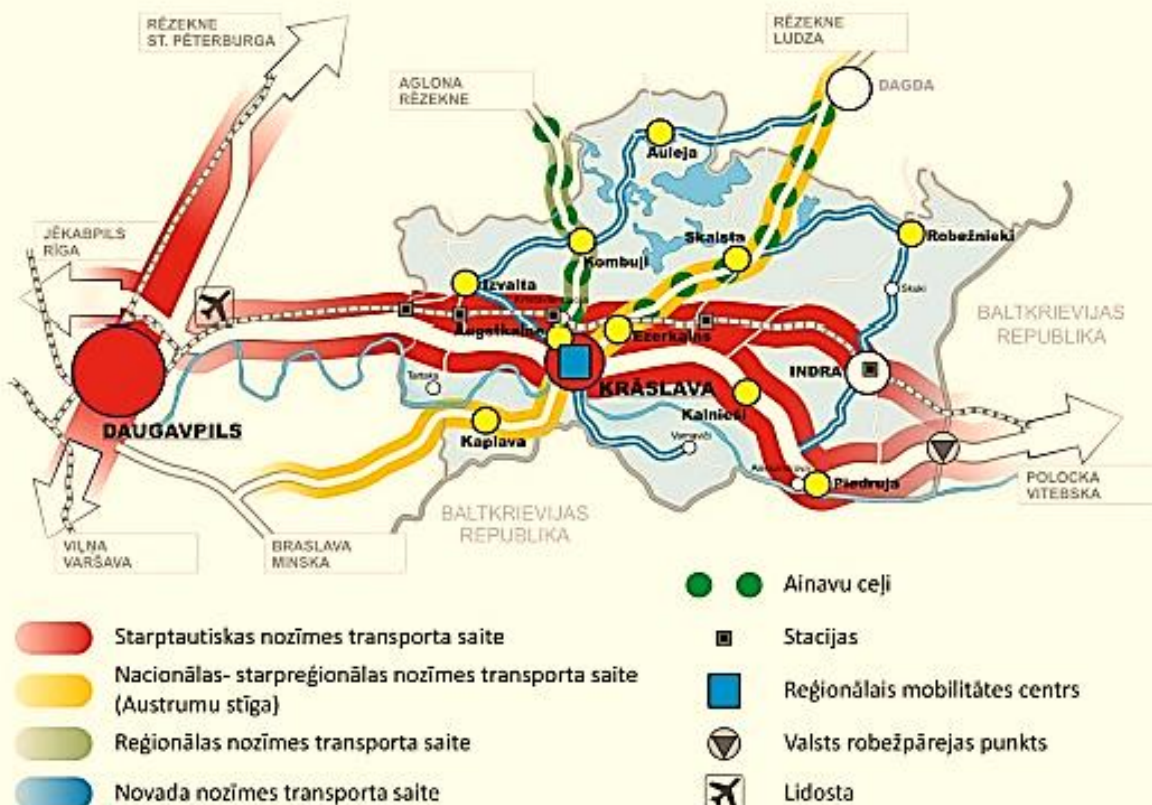 RĒZEKNE
ST. PĒTERBURGA
RĒZEKNE
LUDZA
AGLONA
RĒZEKNE
DAGDA
Auleja
JĒKABPILS
RĪGA
Skaista
Robežnieki
Kombuļi
Izvalta
Skuki
BALTKRIEVIJAS
REPUBLIKA
Augstkalne
Ezerkalns
INDRA
Tartaks
KRĀSLAVA
Kalnieši
DAUGAVPILS
Kaplava
Varnaviči
Piedruja
POLOCKA
VITEBSKA
BALTKRIEVIJAS
REPUBLIKA
VIĻŅA
VARŠAVA
BRASLAVA
MINSKA
Ainavu ceļi
Starptautiskas nozīmes transporta saite
Stacijas
Nacionālas- starpreģionālas nozīmes transporta saite
(Austrumu stīga)
Reģionālais mobilitātes centrs
Reģionālas nozīmes transporta saite
Valsts robežpārejas punkts
Novada nozīmes transporta saite
Lidosta